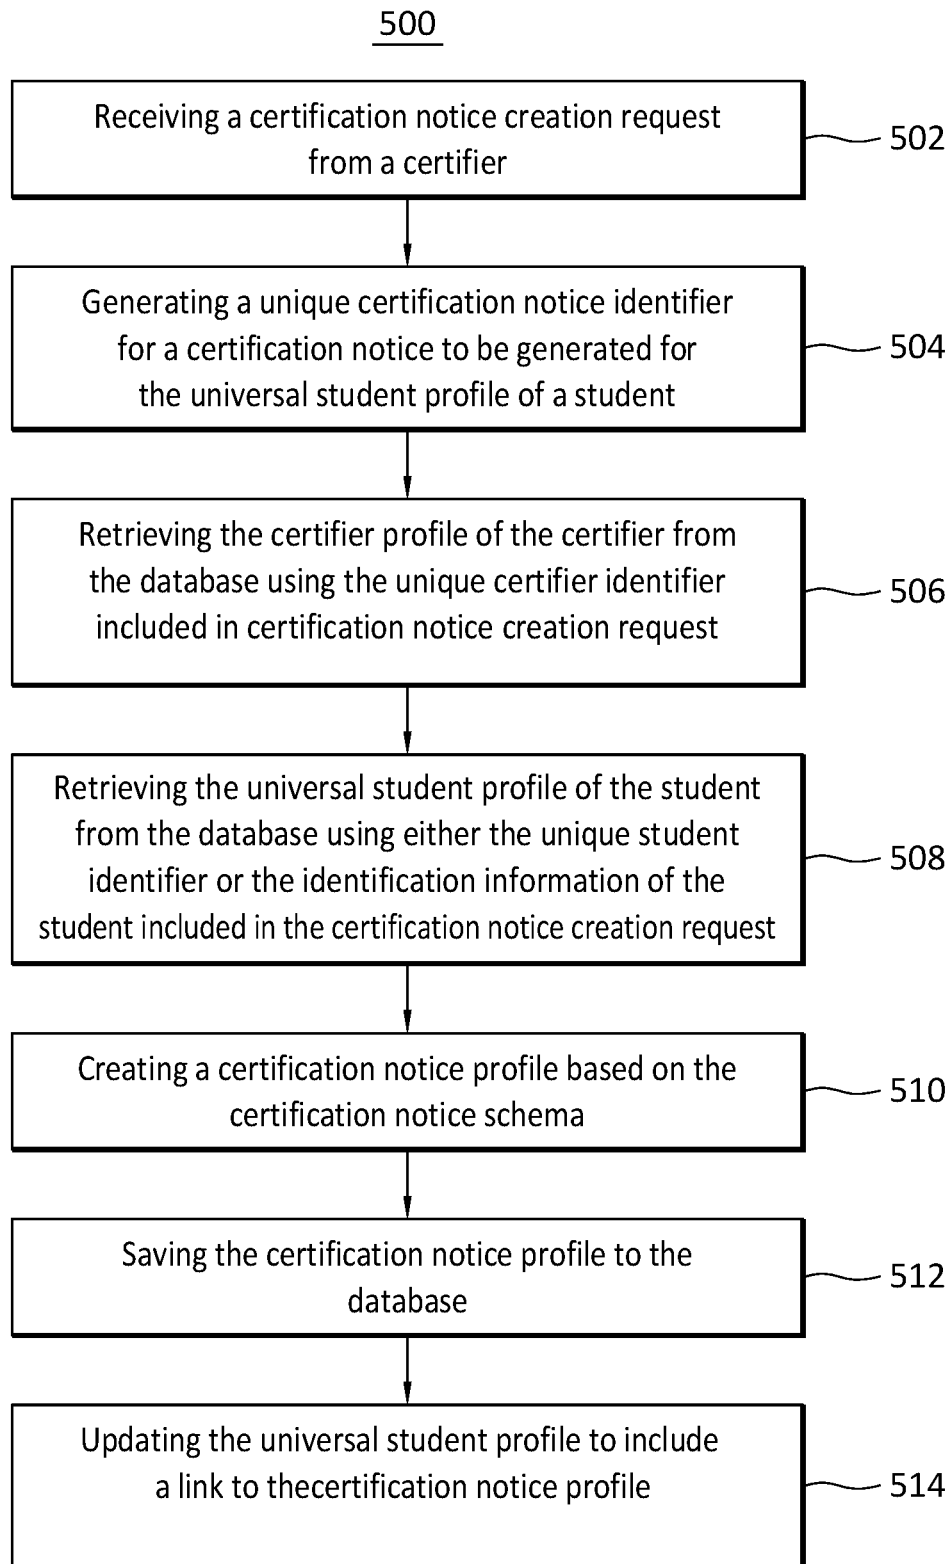 500
Receiving a certification notice creation request
from a certifier
502
Generating a unique certification notice identifier
for a certification notice to be generated for
the universal student profile of a student
504
Retrieving the certifier profile of the certifier from
the database using the unique certifier identifier
included in certification notice creation request
506
Retrieving the universal student profile of the student
from the database using either the unique student
identifier or the identification information of the
student included in the certification notice creation request
508
Creating a certification notice profile based on the
certification notice schema
510
Saving the certification notice profile to the
database
512
Updating the universal student profile to include
a link to thecertification notice profile
514